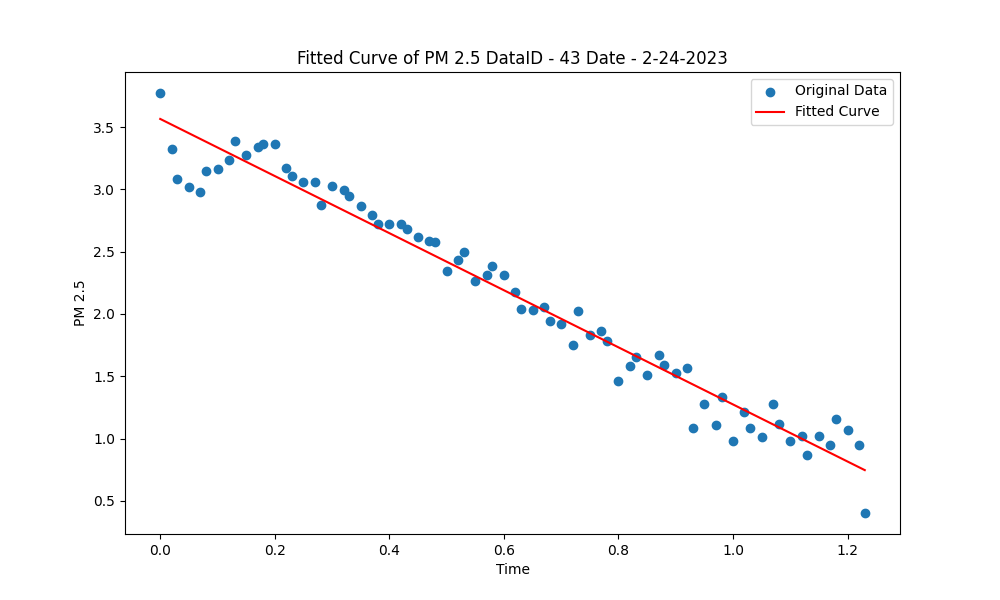 Fitted Curve of PM 2.5 DataID - 43 Date - 2-24-2023
Original Data
Fitted Curve
PM 2.5
3.5
3.0
2.5
2.0
1.5
1.0
0.5
0.0 0.2 0.4 0.6 0.8 1.0 1.2
Time